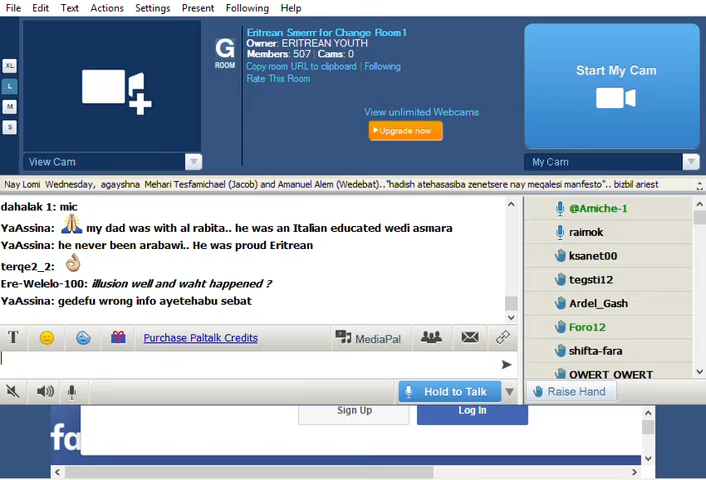 File Edit Text Actions Settings Present Following Help
Eritrean Smerrr for Change Room1
Owner: ERITREAN YOUTH
Members: 507 | Cams: 0
Copy room URL to clipboard | Following
Rate This Room
G
ROOM
XL
L
M
S
View unlimited Webcams
Upgrade now
Start My Cam
View Cam
My Cam
Nay Lomi Wednesday, agayshna Mehari Tesfamichael (Jacob) and Amanuel Alem (Wedebat).."hadish atehasasiba zenetsere nay meqalesi manfesto".. bizbil ariest
dahalak 1: mic
YaAssina: my dad was with al rabita.. he was an Italian educated wedi asmara
YaAssina: he never been arabawi.. He was proud Eritrean
terqe2_2:
Ere-Welelo-100: illusion well and waht happened ?
YaAssina: gedefu wrong info ayetehabu sebat
@Amiche-1
raimok
ksanet00
tegsti12
Ardel_Gash
Foro12
shifta-fara
OWERT OWERT
T
Purchase Paltalk Credits
MediaPal
Hold to Talk
Raise Hand
fa
Sign Up
Log In